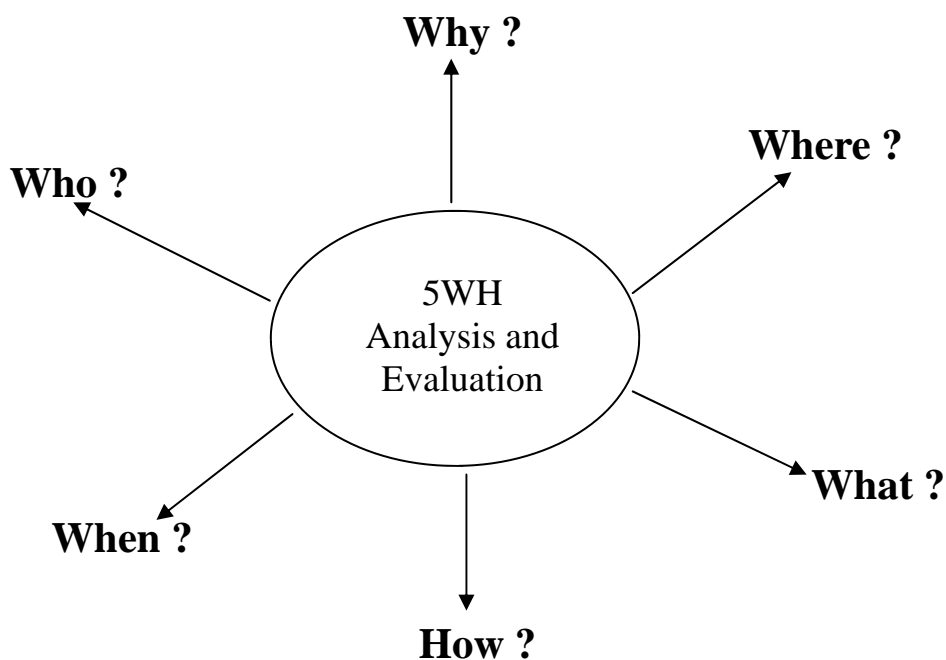 Why ?
Where ?
Who ?
5WH
Analysis and
Evaluation
What ?
When ?
How ?